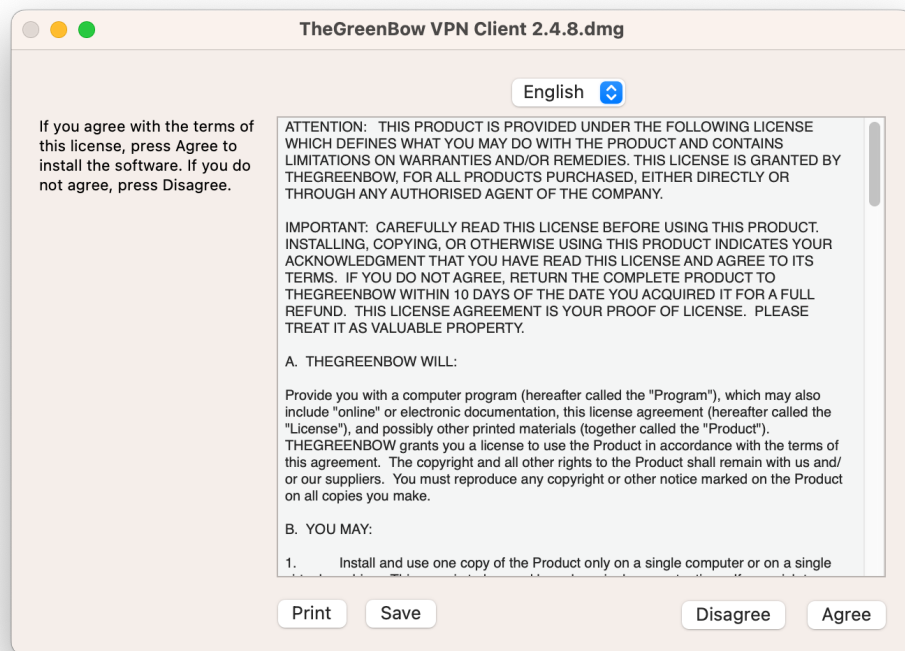 TheGreenBow VPN Client 2.4.8.dmg
English
If you agree with the terms of
this license, press Agree to
install the software. If you do
not agree, press Disagree.
ATTENTION:   THIS PRODUCT IS PROVIDED UNDER THE FOLLOWING LICENSE
WHICH DEFINES WHAT YOU MAY DO WITH THE PRODUCT AND CONTAINS
LIMITATIONS ON WARRANTIES AND/OR REMEDIES. THIS LICENSE IS GRANTED BY
THEGREENBOW, FOR ALL PRODUCTS PURCHASED, EITHER DIRECTLY OR
THROUGH ANY AUTHORISED AGENT OF THE COMPANY.
IMPORTANT:  CAREFULLY READ THIS LICENSE BEFORE USING THIS PRODUCT.
INSTALLING, COPYING, OR OTHERWISE USING THIS PRODUCT INDICATES YOUR
ACKNOWLEDGMENT THAT YOU HAVE READ THIS LICENSE AND AGREE TO ITS
TERMS.  IF YOU DO NOT AGREE, RETURN THE COMPLETE PRODUCT TO
THEGREENBOW WITHIN 10 DAYS OF THE DATE YOU ACQUIRED IT FOR A FULL
REFUND.  THIS LICENSE AGREEMENT IS YOUR PROOF OF LICENSE.  PLEASE
TREAT IT AS VALUABLE PROPERTY.
A.  THEGREENBOW WILL:
Provide you with a computer program (hereafter called the "Program"), which may also
include "online" or electronic documentation, this license agreement (hereafter called the
"License"), and possibly other printed materials (together called the "Product").
THEGREENBOW grants you a license to use the Product in accordance with the terms of
this agreement.  The copyright and all other rights to the Product shall remain with us and/
or our suppliers.  You must reproduce any copyright or other notice marked on the Product
on all copies you make.
B.  YOU MAY:
1.          Install and use one copy of the Product only on a single computer or on a single
Print
Save
Disagree
Agree